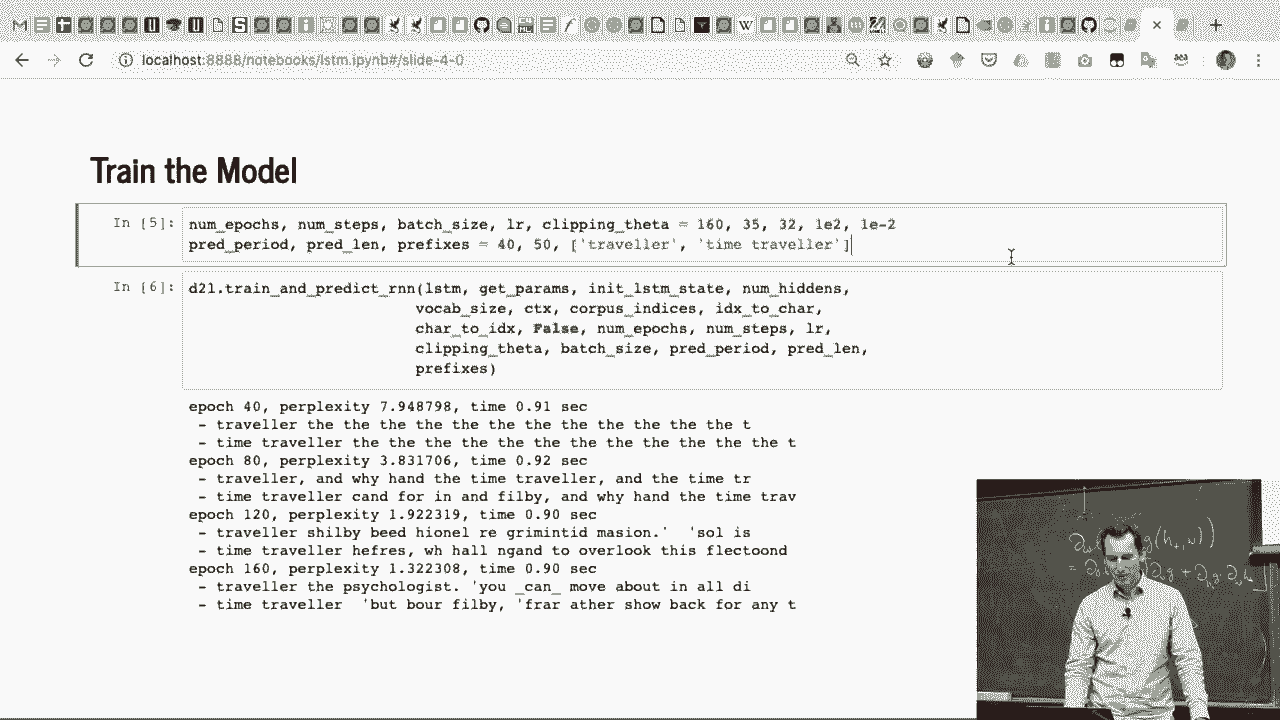 localhost:8888/notebooks/lstm.ipynb#/slide-4-0
Train the Model
In [5]: num_epochs, num_steps, batch_size, lr, clipping_theta = 160, 35, 32, 1e2, 1e-2
pred_period, pred_len, prefixes = 40, 50, ['traveller', 'time traveller']
In [6]: d2l.train_and_predict_rnn(lstm, get_params, init_lstm_state, num_hiddens,
vocab_size, ctx, corpus_indices, idx_to_char,
char_to_idx, False, num_epochs, num_steps, lr,
clipping_theta, batch_size, pred_period, pred_len,
prefixes)
epoch 40, perplexity 7.948798, time 0.91 sec
- traveller the the the the the the the the the the the the t
- time traveller the the the the the the the the the the the the t
epoch 80, perplexity 3.831706, time 0.92 sec
- traveller, and why hand the time traveller, and the time tr
- time traveller cand for in and filby, and why hand the time trav
epoch 120, perplexity 1.922319, time 0.90 sec
- traveller shilby beed hionel re grimintid masion.'  'sol is
- time traveller hefres, wh hall ngand to overlook this flectoond
epoch 160, perplexity 1.322308, time 0.90 sec
- traveller the psychologist. 'you _can_ move about in all di
- time traveller  'but bour filby, 'frar ather show back for any t